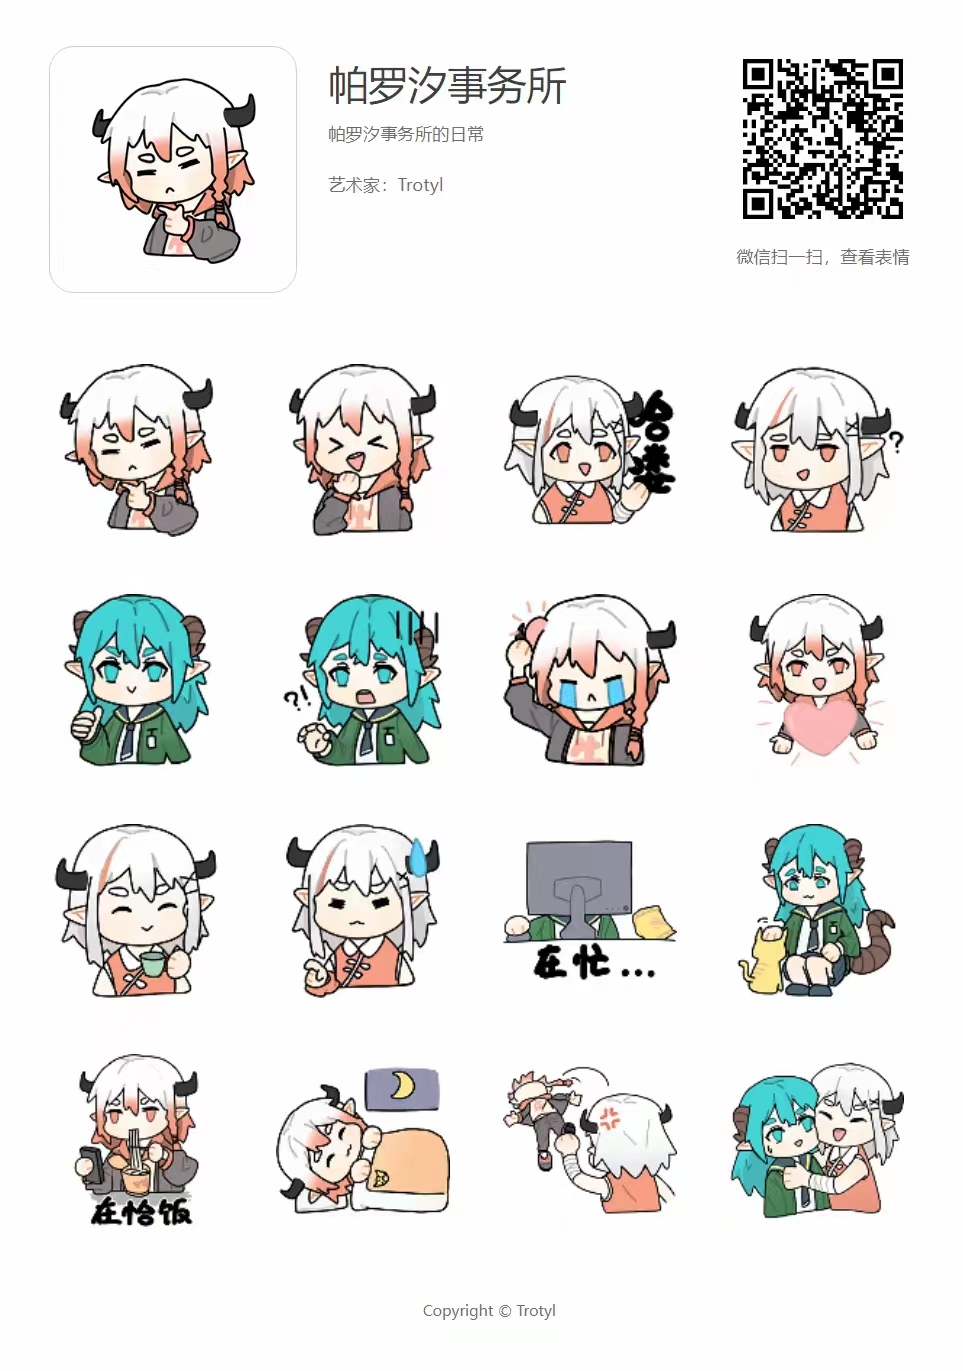 帕罗汐事务所
帕罗汐事务所的日常
艺术家：Trotyl
微信扫一扫，查看表情
哈喽
?
?!
在忙...
在恰饭
Copyright © Trotyl